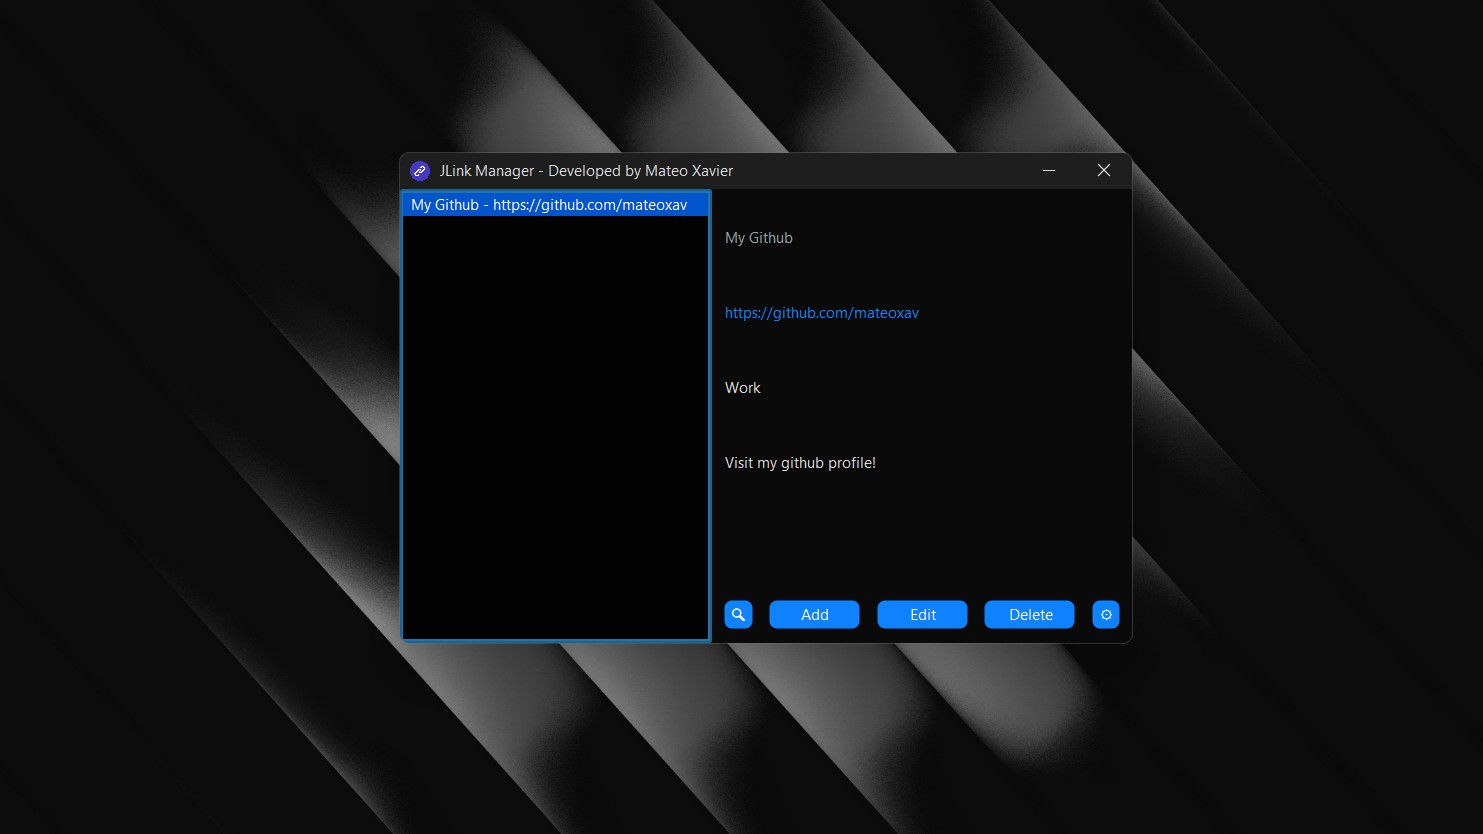 JLink Manager - Developed by Mateo Xavier
My Github - https://github.com/mateoxav
My Github
https://github.com/mateoxav
Work
Visit my github profile!
Add Edit Delete